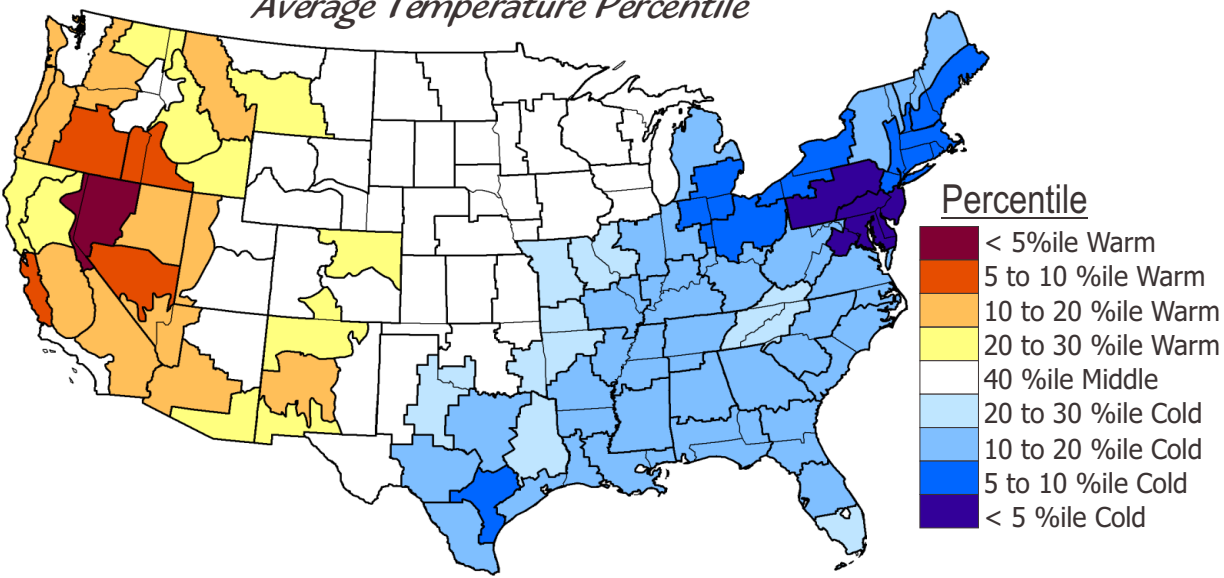 Average Temperature Percentile
Percentile
< 5%ile Warm
5 to 10 %ile Warm
10 to 20 %ile Warm
20 to 30 %ile Warm
40 %ile Middle
20 to 30 %ile Cold
10 to 20 %ile Cold
5 to 10 %ile Cold
< 5 %ile Cold